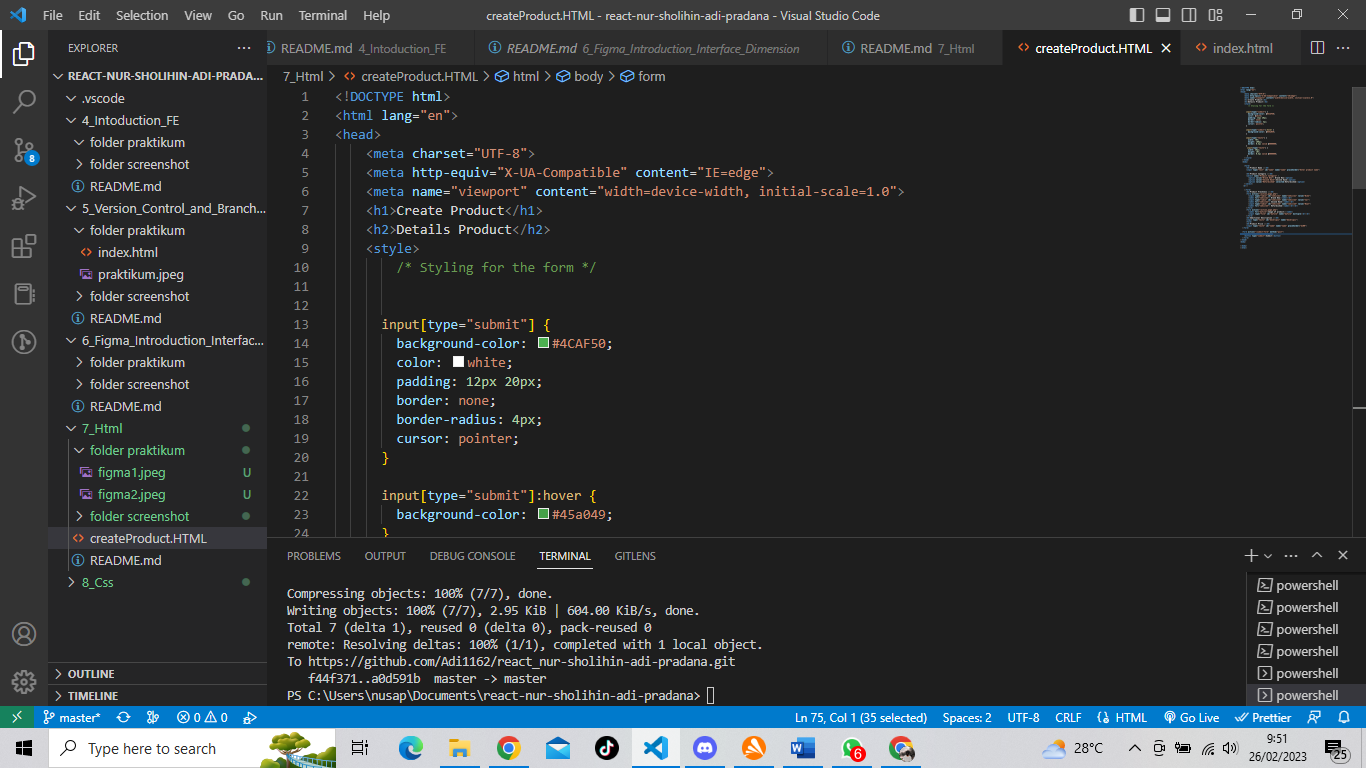 File Edit Selection View Go Run Terminal Help
createProduct.HTML - react-nur-sholihin-adi-pradana - Visual Studio Code
EXPLORER
REACT-NUR-SHOLIHIN-ADI-PRADA...
.vscode
4_Intoduction_FE
folder praktikum
folder screenshot
README.md
5_Version_Control_and_Branch...
folder praktikum
index.html
praktikum.jpeg
folder screenshot
README.md
6_Figma_Introduction_Interfac...
folder praktikum
folder screenshot
README.md
7_Html
folder praktikum
figma1.jpeg U
figma2.jpeg U
folder screenshot
createProduct.HTML
README.md
8_Css
OUTLINE
TIMELINE
README.md 4_Intoduction_FE
README.md 6_Figma_Introduction_Interface_Dimension
README.md 7_Html
createProduct.HTML
index.html
7_Html > createProduct.HTML > html > body > form
1 <!DOCTYPE html>
2 <html lang="en">
3 <head>
4 <meta charset="UTF-8">
5 <meta http-equiv="X-UA-Compatible" content="IE=edge">
6 <meta name="viewport" content="width=device-width, initial-scale=1.0">
7 <h1>Create Product</h1>
8 <h2>Details Product</h2>
9 <style>
10 /* Styling for the form */
11
12
13 input[type="submit"] {
14 background-color: #4CAF50;
15 color: white;
16 padding: 12px 20px;
17 border: none;
18 border-radius: 4px;
19 cursor: pointer;
20 }
21
22 input[type="submit"]:hover {
23 background-color: #45a049;
24 }
PROBLEMS OUTPUT DEBUG CONSOLE TERMINAL GITLENS
Compressing objects: 100% (7/7), done.
Writing objects: 100% (7/7), 2.95 KiB | 604.00 KiB/s, done.
Total 7 (delta 1), reused 0 (delta 0), pack-reused 0
remote: Resolving deltas: 100% (1/1), completed with 1 local object.
To https://github.com/Adi1162/react_nur-sholihin-adi-pradana.git
f44f371..a0d591b master -> master
PS C:\Users\nusap\Documents\react-nur-sholihin-adi-pradana>
powershell
powershell
powershell
powershell
powershell
powershell
8
master* 0 0
Ln 75, Col 1 (35 selected) Spaces: 2 UTF-8 CRLF HTML Go Live Prettier
Type here to search
6
28°C
9:51
26/02/2023
25